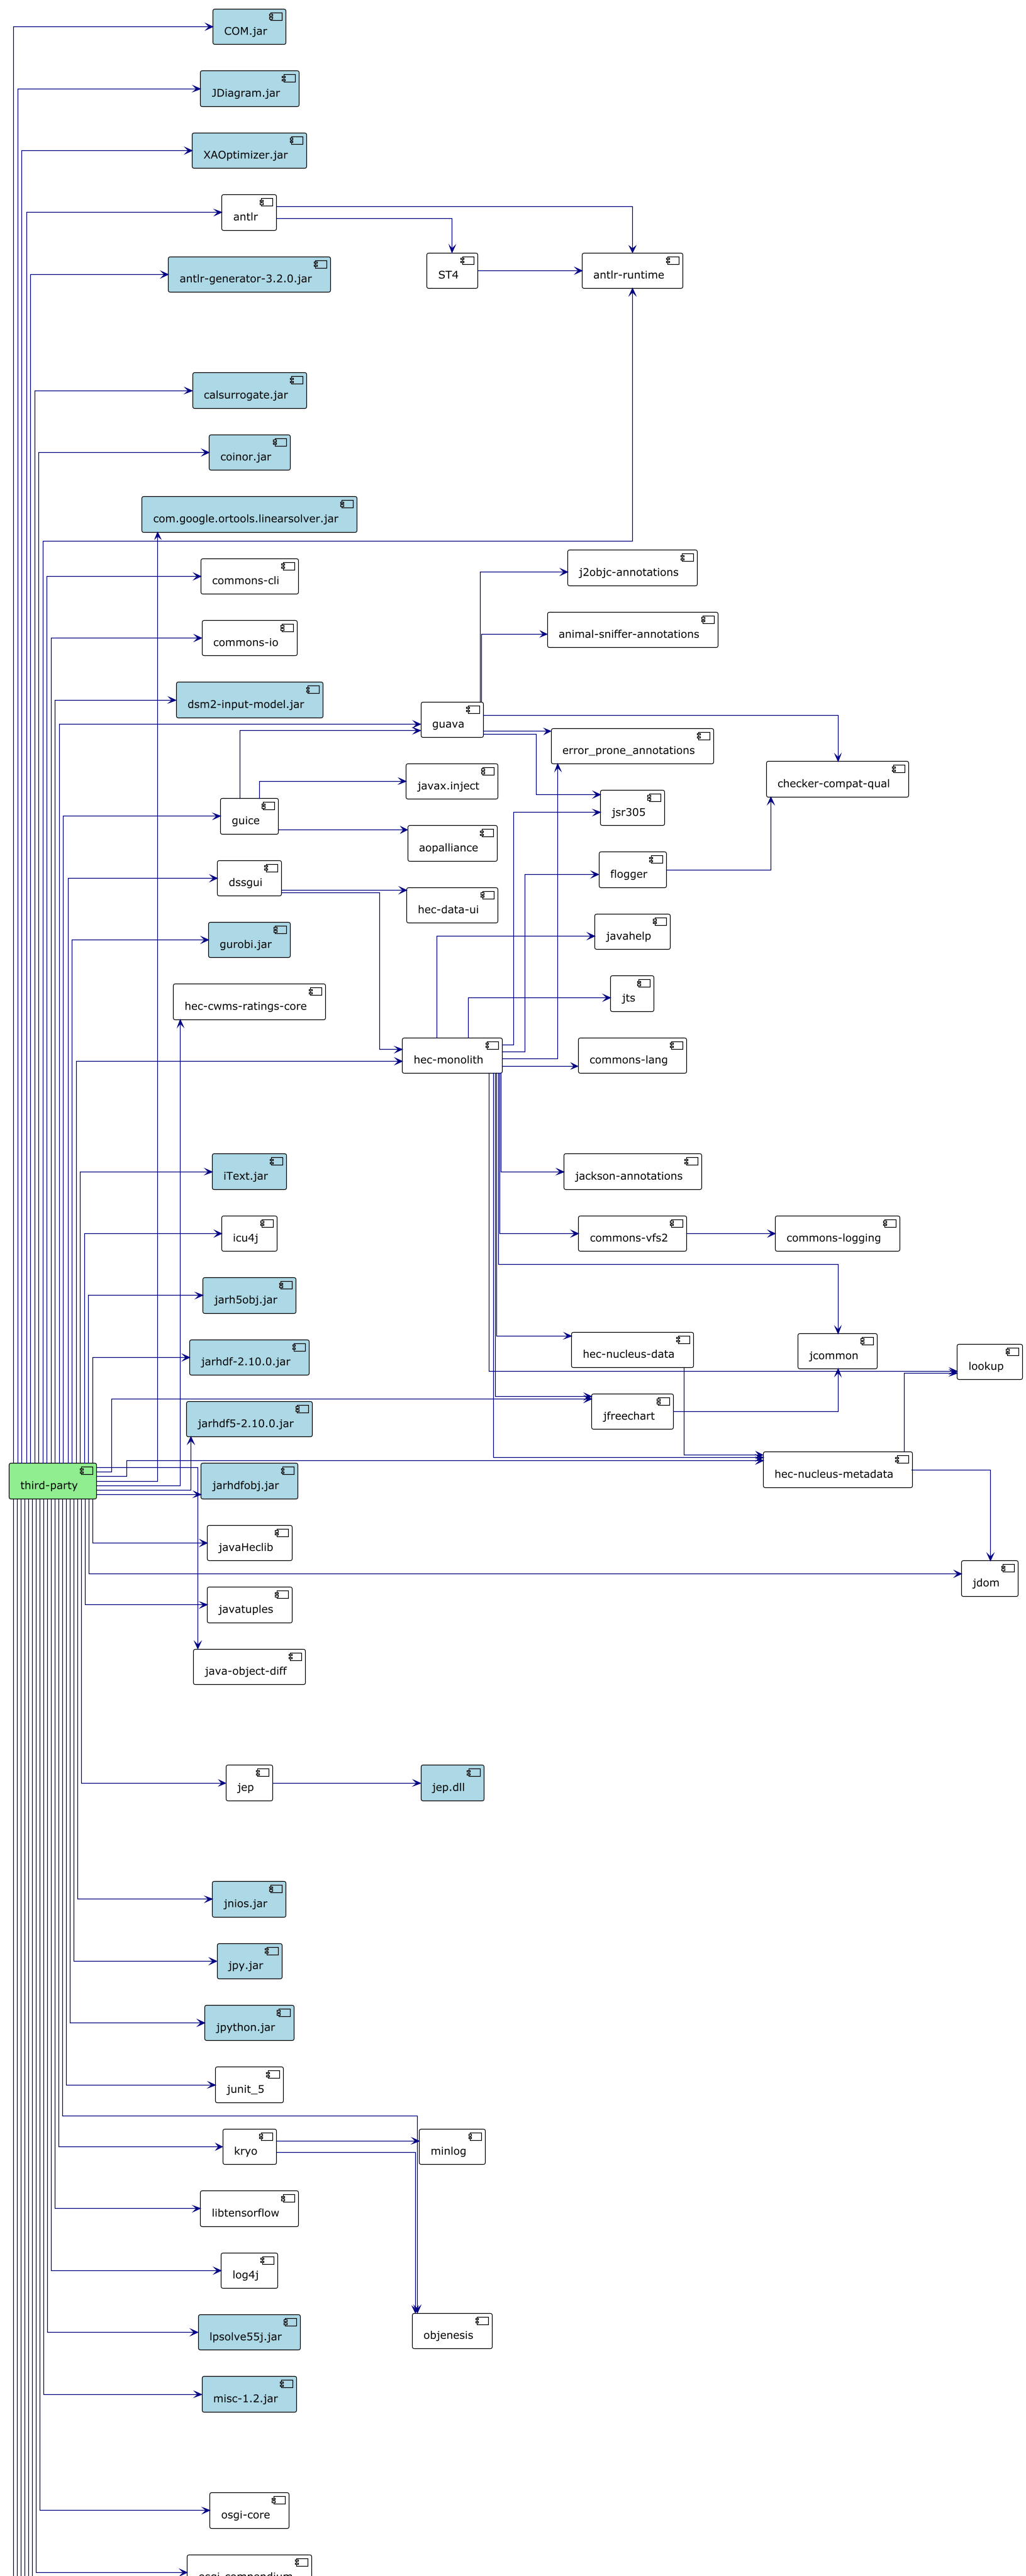 COM.jar
JDiagram.jar
XAOptimizer.jar
antlr
ST4
antlr-runtime
antlr-generator-3.2.0.jar
calsurrogate.jar
coinor.jar
com.google.ortools.linearsolver.jar
commons-cli
j2objc-annotations
commons-io
animal-sniffer-annotations
dsm2-input-model.jar
guava
error_prone_annotations
javax.inject
checker-compat-qual
guice
jsr305
aopalliance
dssgui
flogger
hec-data-ui
gurobi.jar
javahelp
hec-cwms-ratings-core
jts
hec-monolith
commons-lang
iText.jar
jackson-annotations
icu4j
commons-vfs2
commons-logging
jarh5obj.jar
jarhdf-2.10.0.jar
hec-nucleus-data
jcommon
lookup
jarhdf5-2.10.0.jar
jfreechart
third-party
jarhdfobj.jar
hec-nucleus-metadata
javaHeclib
jdom
javatuples
java-object-diff
jep
jep.dll
jnios.jar
jpy.jar
jpython.jar
junit_5
kryo
minlog
libtensorflow
log4j
lpsolve55j.jar
objenesis
misc-1.2.jar
osgi-core
osgi-compendium